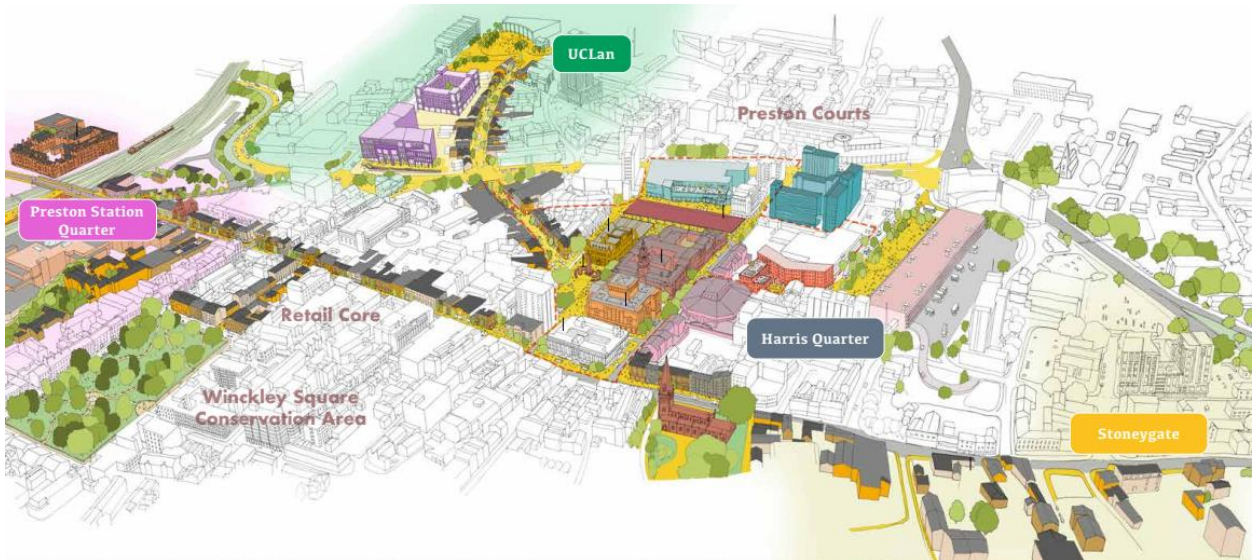 UCLan
Preston Courts
Preston Station
Quarter
Retail Core
Harris Quarter
Winckley Square
Conservation Area
Stoneygate